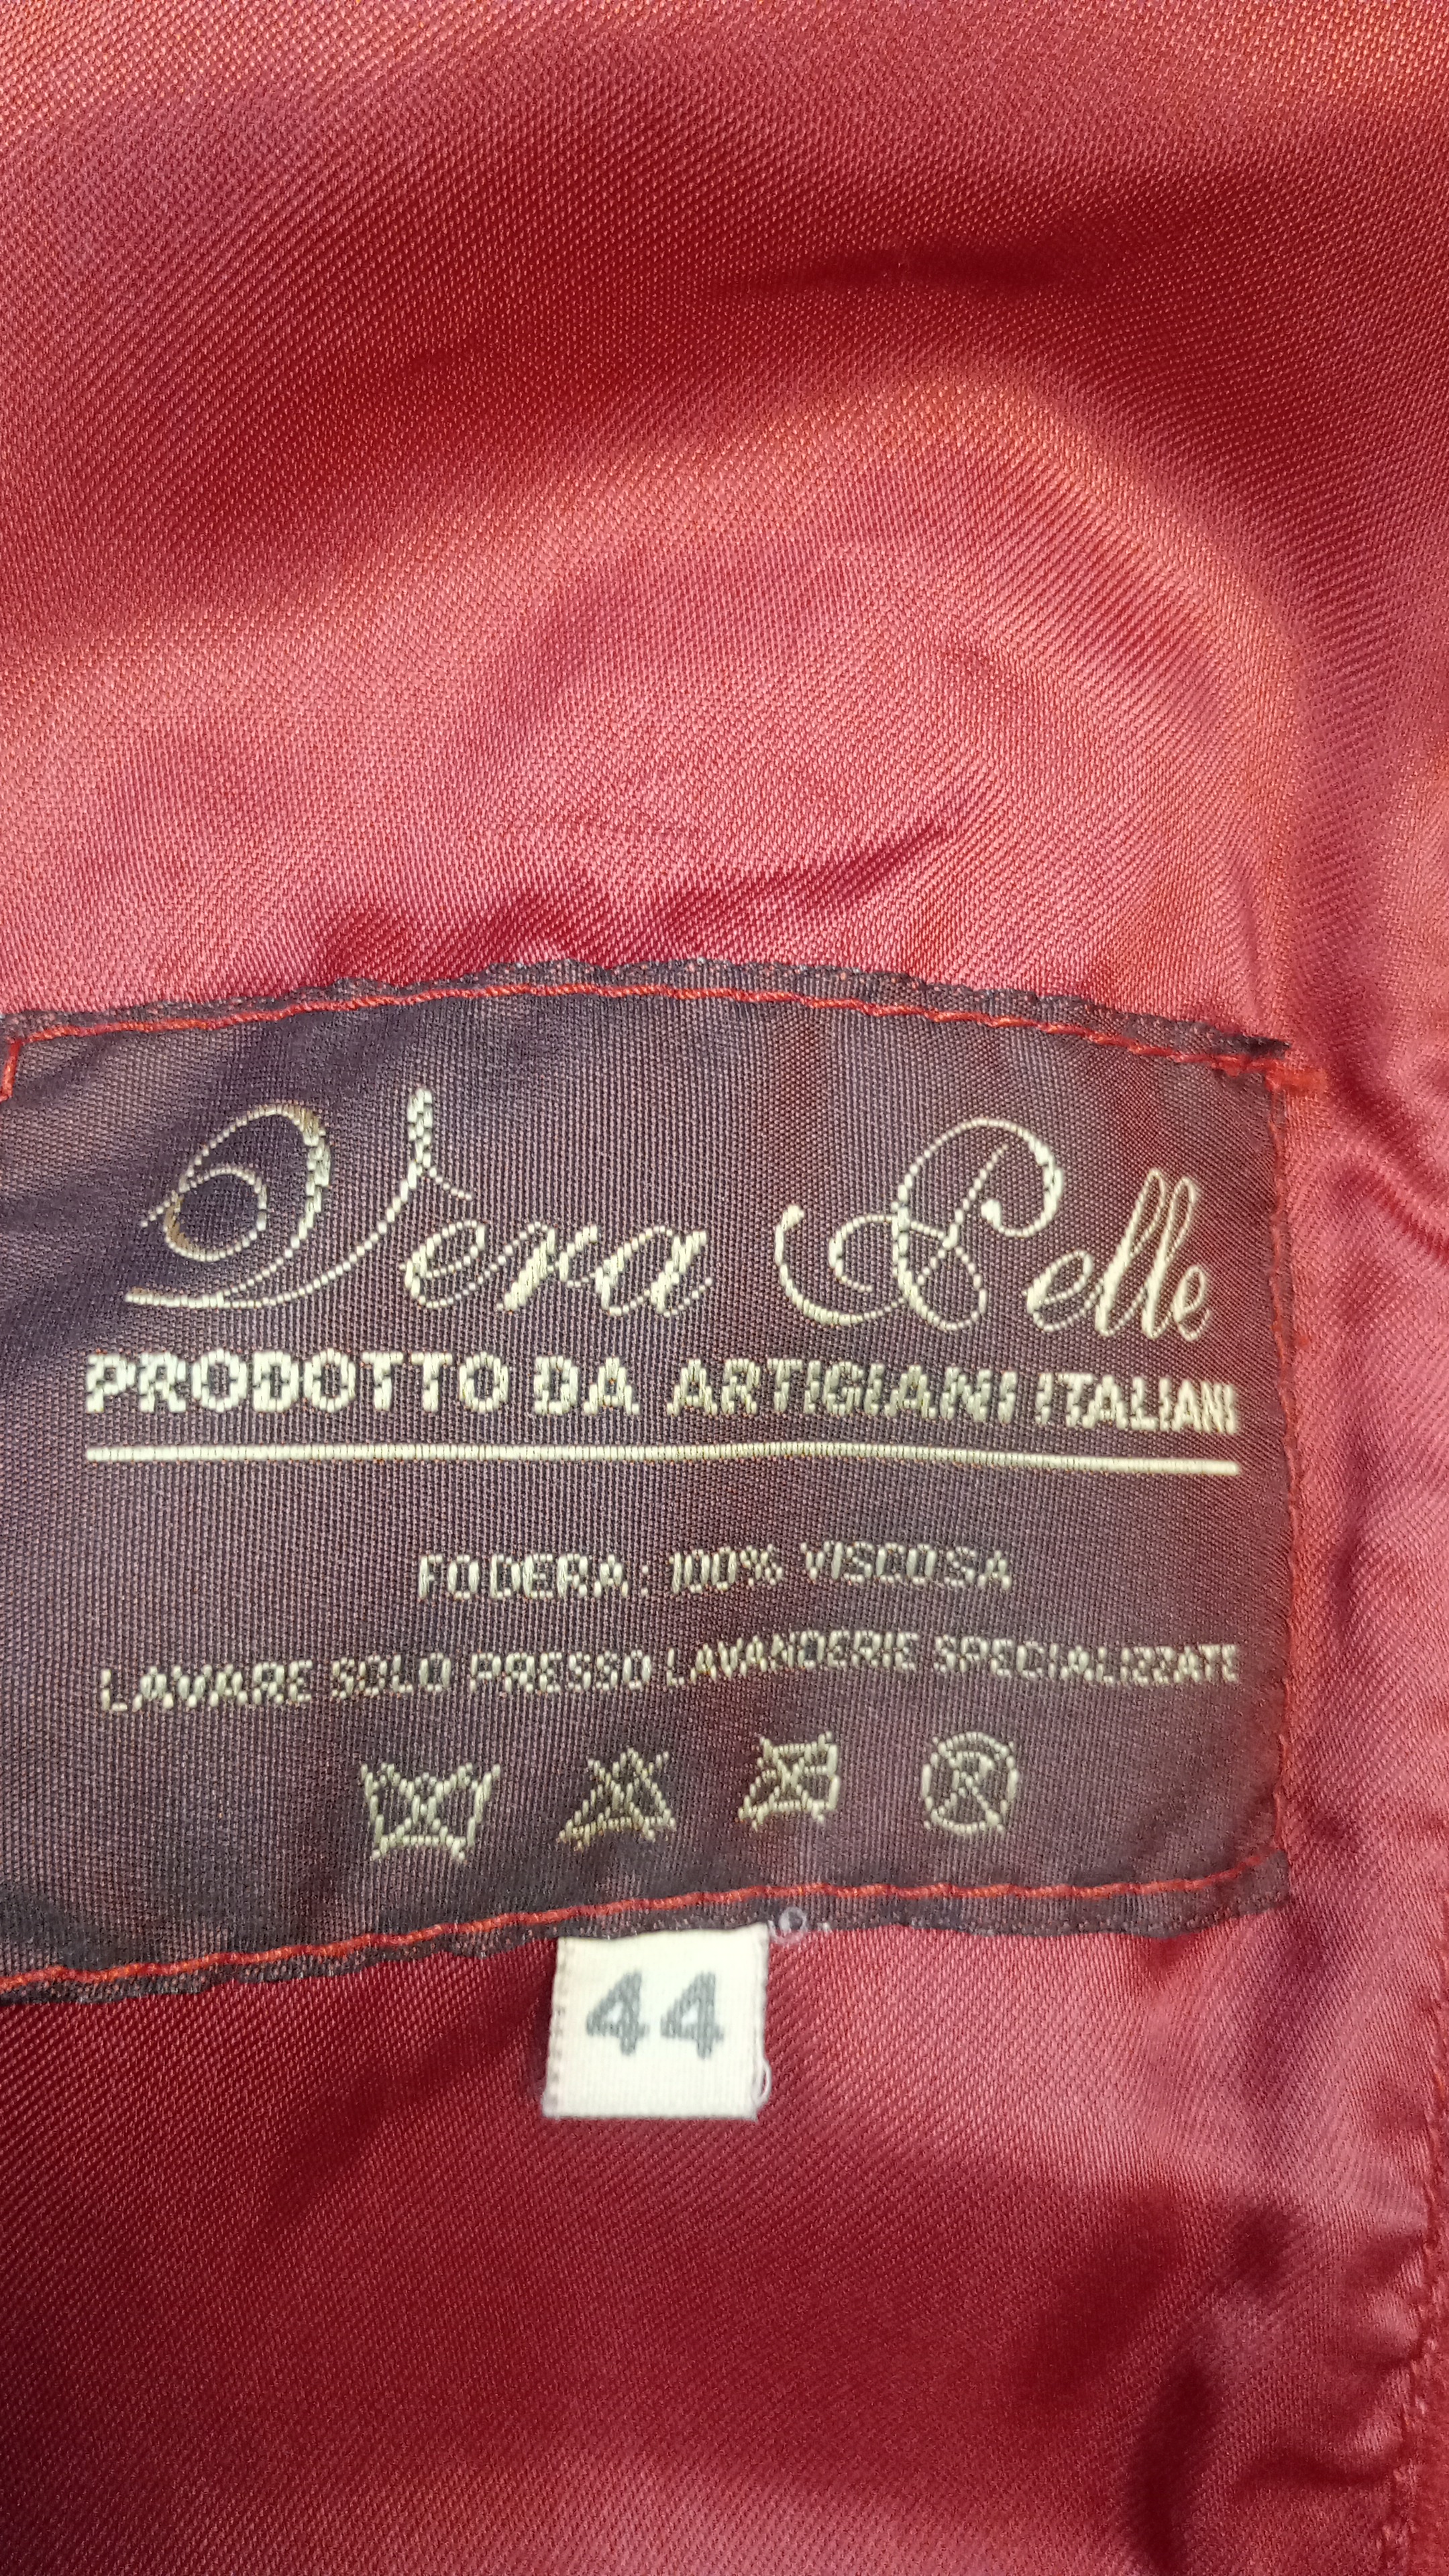 Vera Pelle
PRODOTTO DA ARTIGIANI ITALIANI
FODERA: 100% VISCOSA
LAVARE SOLO PRESSO LAVANDERIE SPECIALIZZATE
R
44